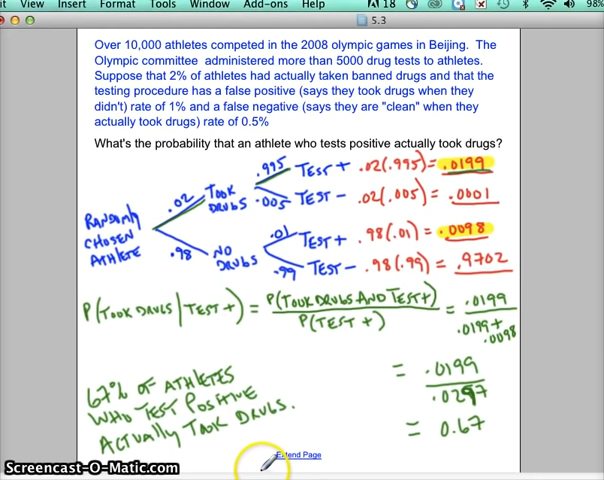 View Insert Format Tools Window Add-ons Help 18 98%
5.3
Over 10,000 athletes competed in the 2008 olympic games in Beijing. The
Olympic committee administered more than 5000 drug tests to athletes.
Suppose that 2% of athletes had actually taken banned drugs and that the
testing procedure has a false positive (says they took drugs when they
didn't) rate of 1% and a false negative (says they are "clean" when they
actually took drugs) rate of 0.5%
What's the probability that an athlete who tests positive actually took drugs?
.995 TEST + .02(.995) = .0199
.02 TOOK DRUGS .005 TEST - .02(.005) = .0001
RANDOMLY CHOSEN ATHLETE
.01 TEST + .98(.01) = .0098
.98 NO DRUGS .99 TEST - .98(.99) = .9702
P(TOOK DRUGS | TEST +) = P(TOOK DRUGS AND TEST +) / P(TEST +) = .0199 / .0199 + .0098
= .0199 / .0297
= 0.67
67% OF ATHLETES
WHO TEST POSITIVE
ACTUALLY TOOK DRUGS.
Extend Page
Screencast-O-Matic.com